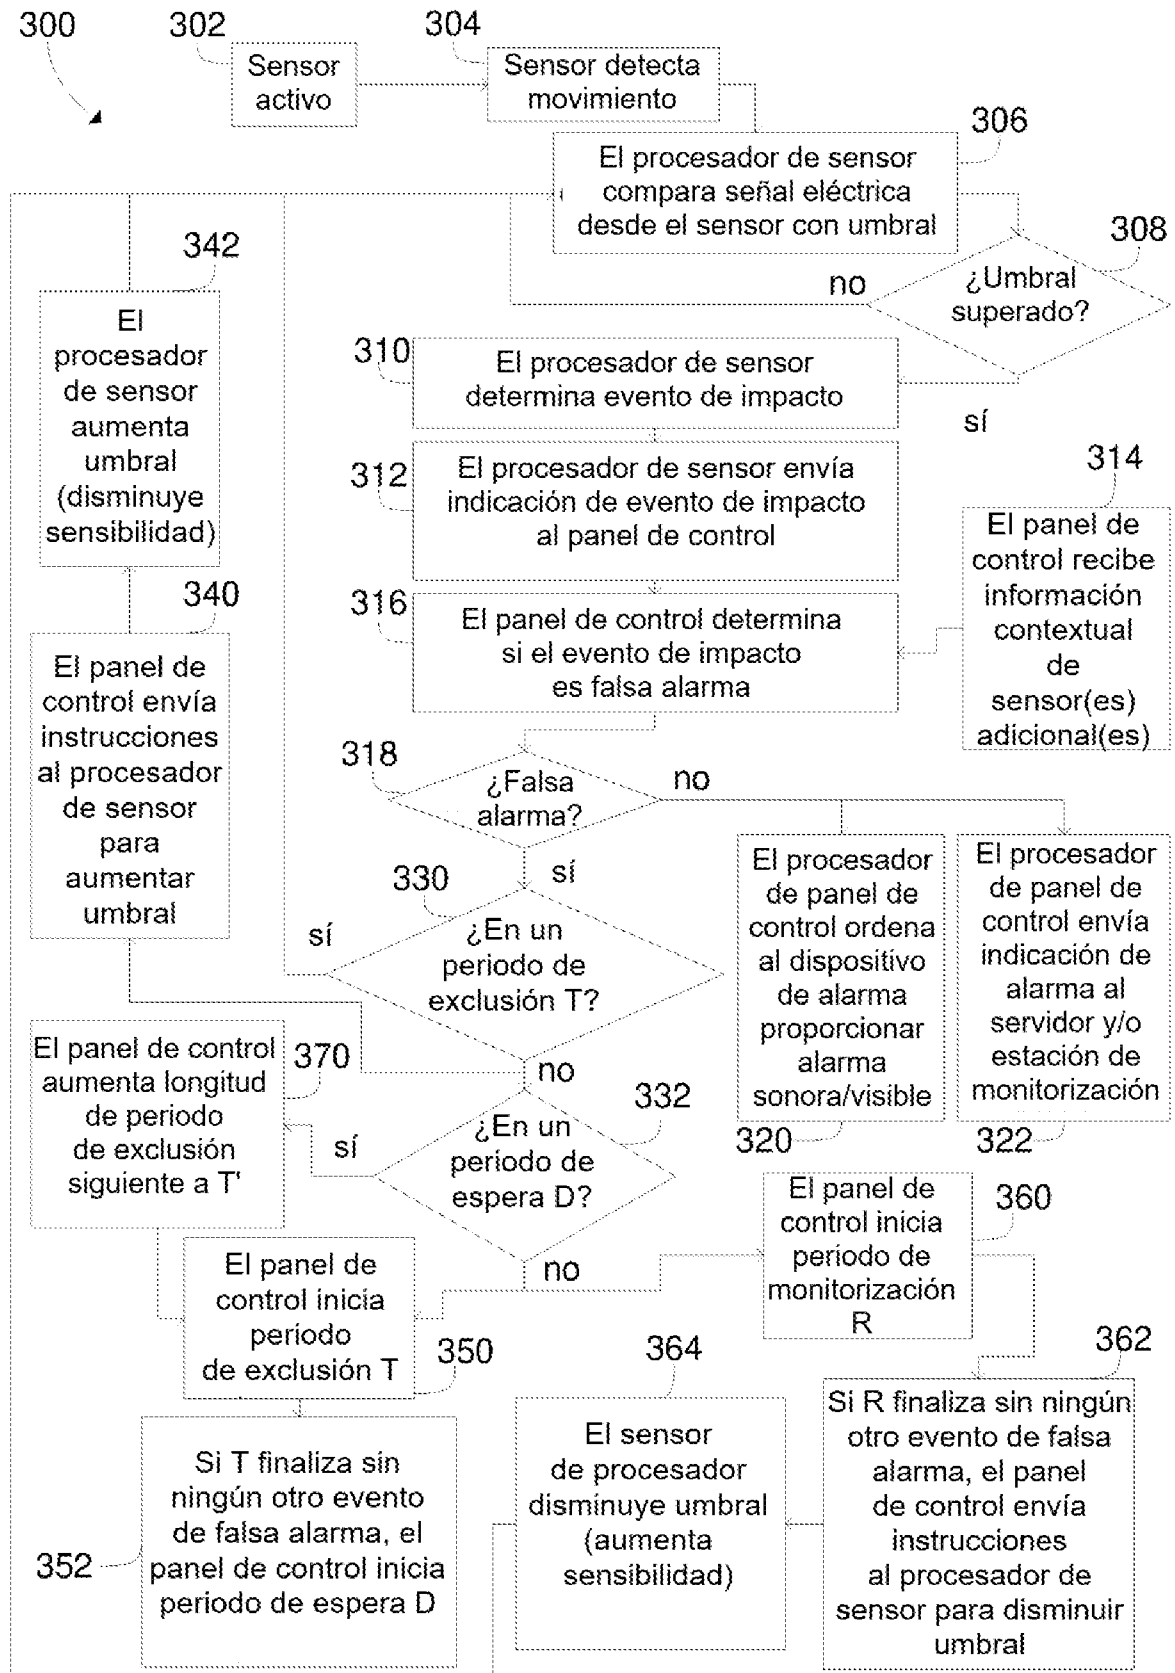 300
302
Sensor
activo
304
Sensor detecta
movimiento
306
El procesador de sensor
compara señal eléctrica
desde el sensor con umbral
308
¿Umbral
superado?
no
sí
310
El procesador de sensor
determina evento de impacto
312
El procesador de sensor envía
indicación de evento de impacto
al panel de control
314
El panel de
control recibe
información
contextual
de
sensor(es)
adicional(es)
316
El panel de control determina
si el evento de impacto
es falsa alarma
318
¿Falsa
alarma?
no
sí
342
El
procesador
de sensor
aumenta
umbral
(disminuye
sensibilidad)
340
El panel de
control envía
instrucciones
al procesador
de sensor
para
aumentar
umbral
330
¿En un
periodo de
exclusión T?
sí
no
El procesador
de panel de
control ordena
al dispositivo
de alarma
proporcionar
alarma
sonora/visible
320
El procesador
de panel de
control envía
indicación de
alarma al
servidor y/o
estación de
monitorización
322
332
¿En un
período de
espera D?
sí
no
370
El panel de control
aumenta longitud
de periodo
de exclusión
siguiente a T'
El panel de
control inicia
período
de exclusión T
350
360
El panel de
control inicia
período de
monitorización
R
352
Si T finaliza sin
ningún otro evento
de falsa alarma, el
panel de control inicia
periodo de espera D
364
El sensor
de procesador
disminuye umbral
(aumenta
sensibilidad)
362
Si R finaliza sin ningún
otro evento de falsa
alarma, el panel
de control envía
instrucciones
al procesador de
sensor para disminuir
umbral